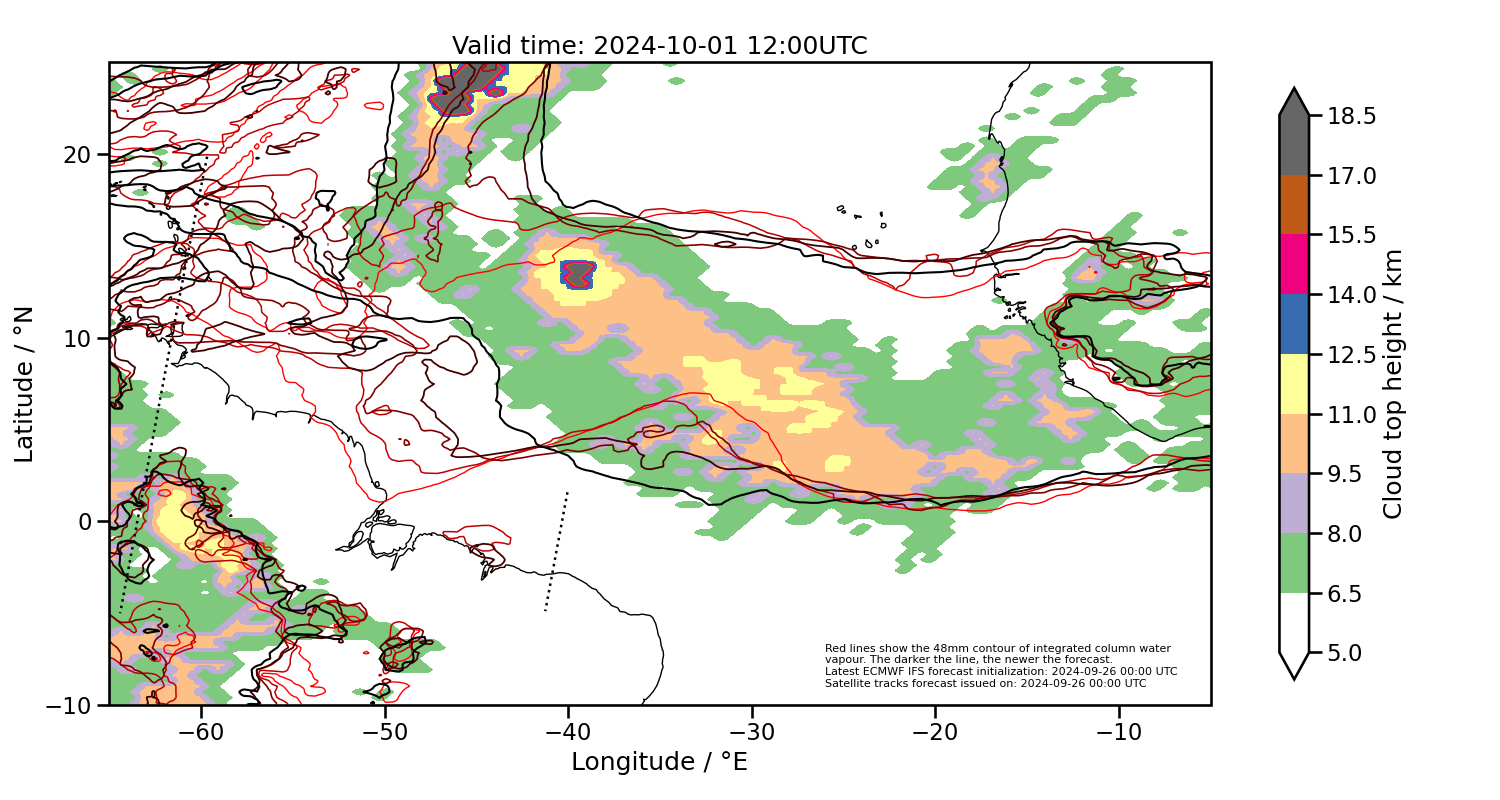 Valid time: 2024-10-01 12:00UTC
20
10
0
−10
Latitude / °N
−60
−50
−40
−30
−20
−10
Longitude / °E
Red lines show the 48mm contour of integrated column water
vapour. The darker the line, the newer the forecast.
Latest ECMWF IFS forecast initialization: 2024-09-26 00:00 UTC
Satellite tracks forecast issued on: 2024-09-26 00:00 UTC
18.5
17.0
15.5
14.0
12.5
11.0
9.5
8.0
6.5
5.0
Cloud top height / km